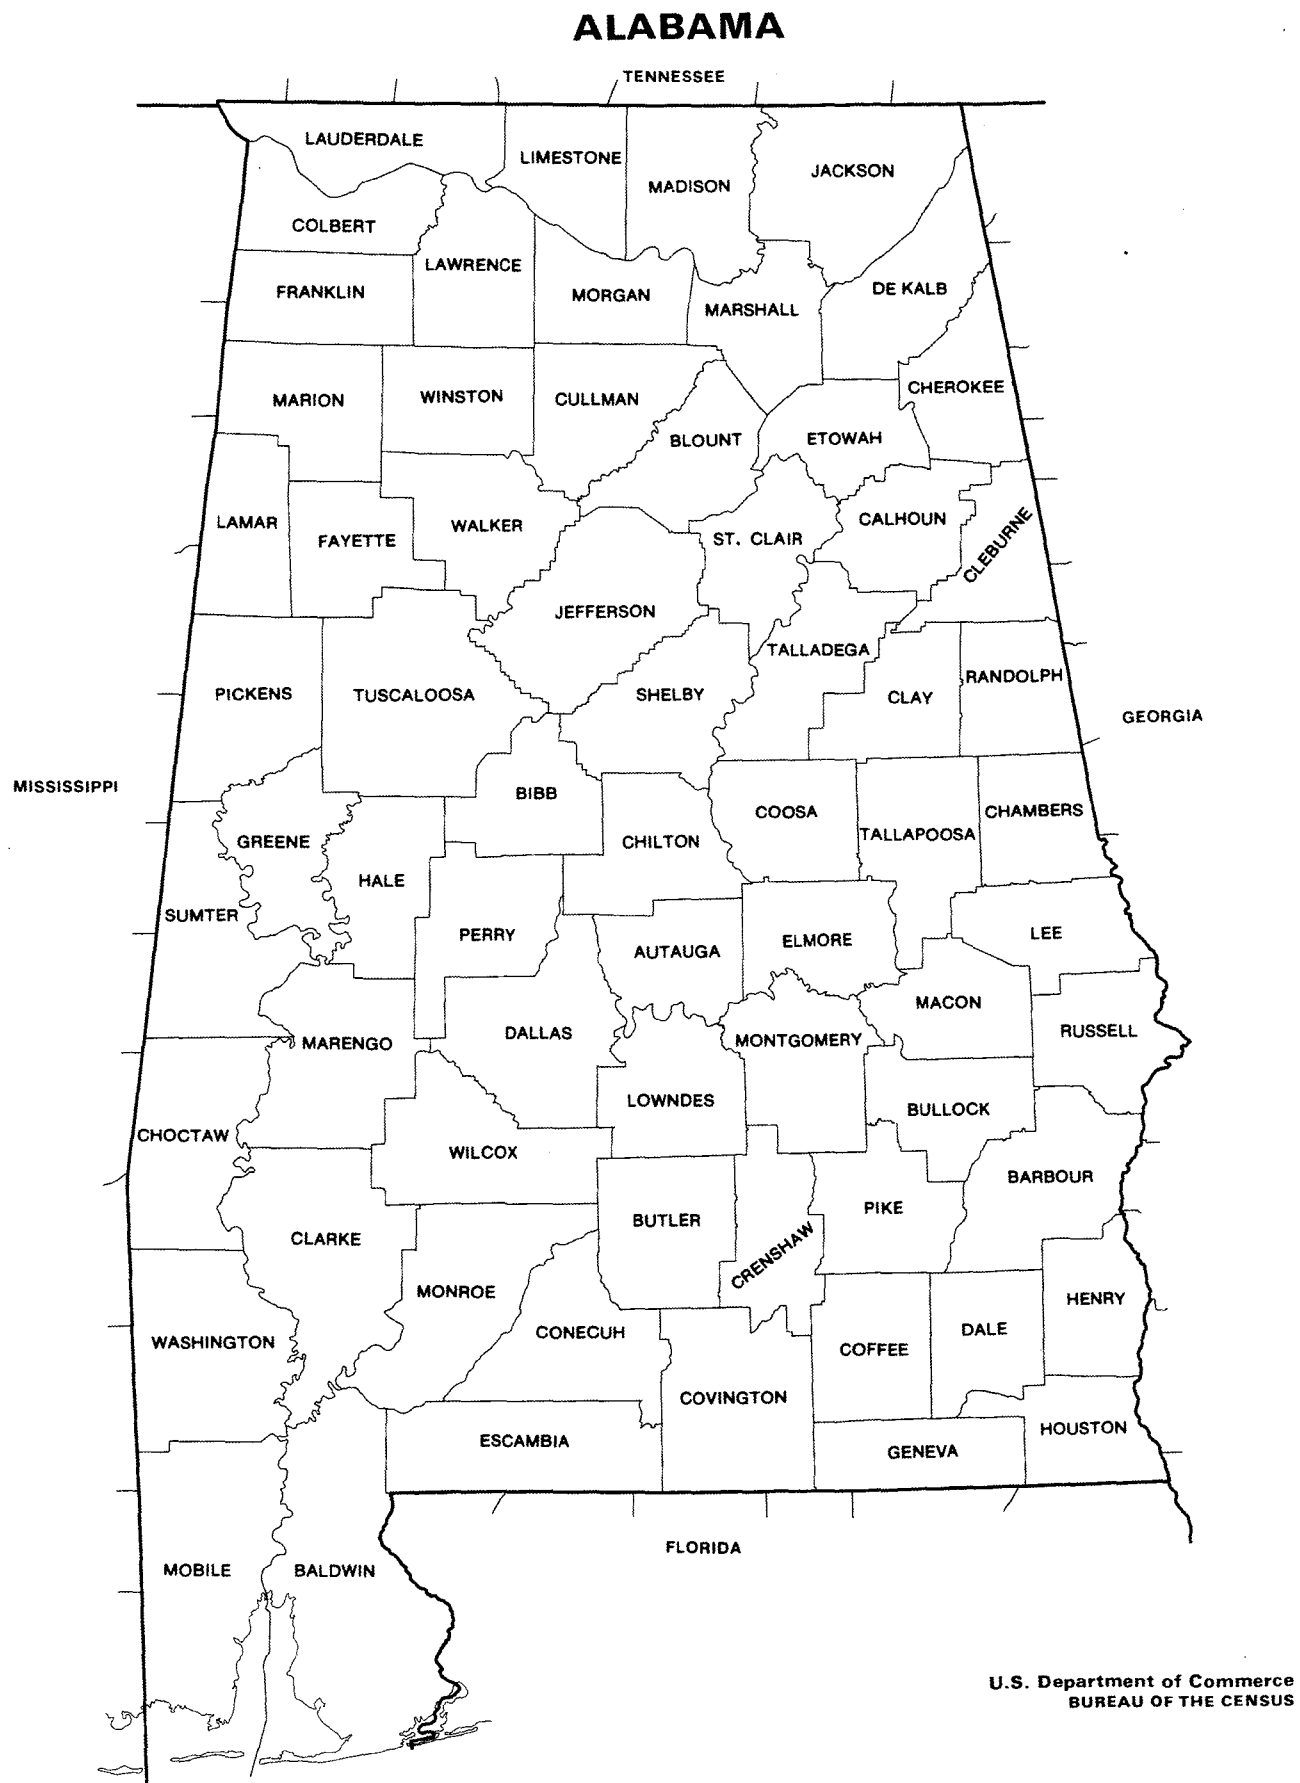 ALABAMA
TENNESSEE
LAUDERDALE
LIMESTONE
MADISON
JACKSON
COLBERT
LAWRENCE
FRANKLIN
MORGAN
MARSHALL
DE KALB
MARION
WINSTON
CULLMAN
CHEROKEE
BLOUNT
ETOWAH
LAMAR
FAYETTE
WALKER
ST. CLAIR
CALHOUN
CLEBURNE
JEFFERSON
TALLADEGA
PICKENS
TUSCALOOSA
SHELBY
CLAY
RANDOLPH
GEORGIA
MISSISSIPPI
BIBB
COOSA
CHAMBERS
GREENE
CHILTON
TALLAPOOSA
HALE
SUMTER
PERRY
AUTAUGA
ELMORE
LEE
MACON
MARENGO
DALLAS
MONTGOMERY
RUSSELL
LOWNDES
BULLOCK
CHOCTAW
WILCOX
BARBOUR
CLARKE
BUTLER
CRENSHAW
PIKE
MONROE
HENRY
WASHINGTON
CONECUH
COFFEE
DALE
COVINGTON
ESCAMBIA
GENEVA
HOUSTON
FLORIDA
MOBILE
BALDWIN
U.S. Department of Commerce
BUREAU OF THE CENSUS